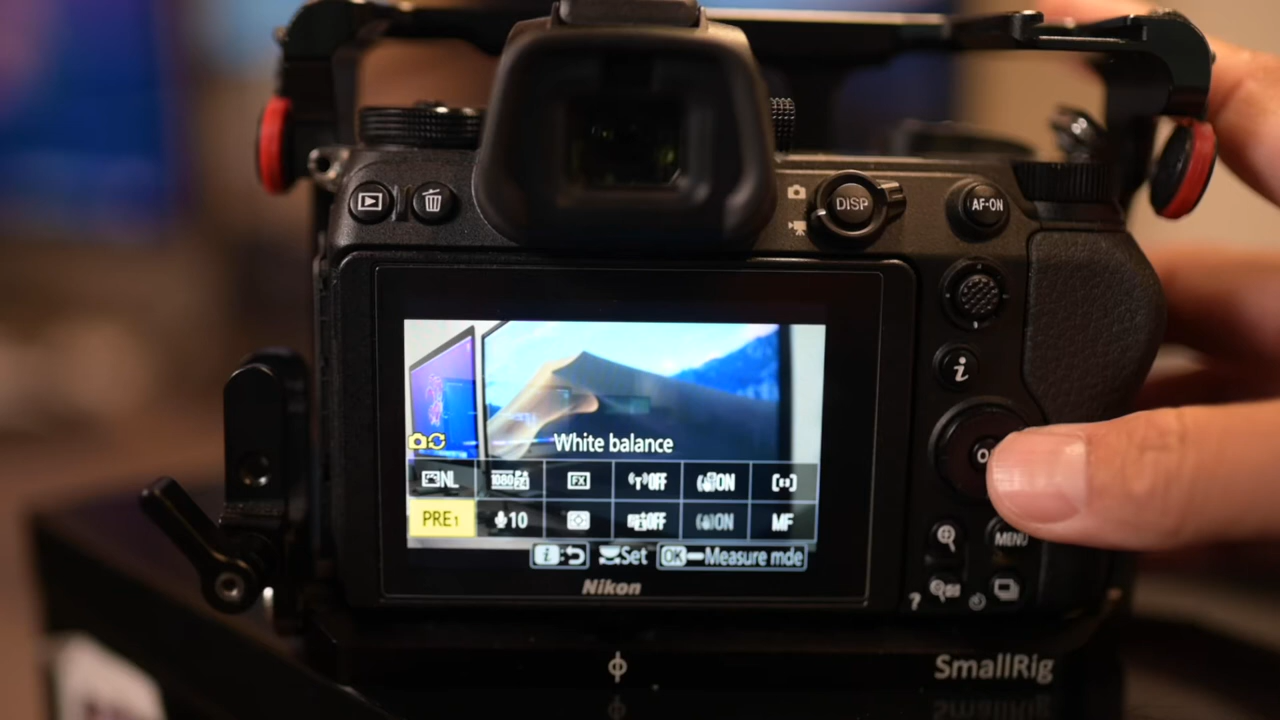 DISP
AF-ON
i
White balance
NL
1080
FX
OFF
ON
PRE1
10
OFF
ON
MF
i
Set
OK
Measure mde
MENU
?
Nikon
SmallRig